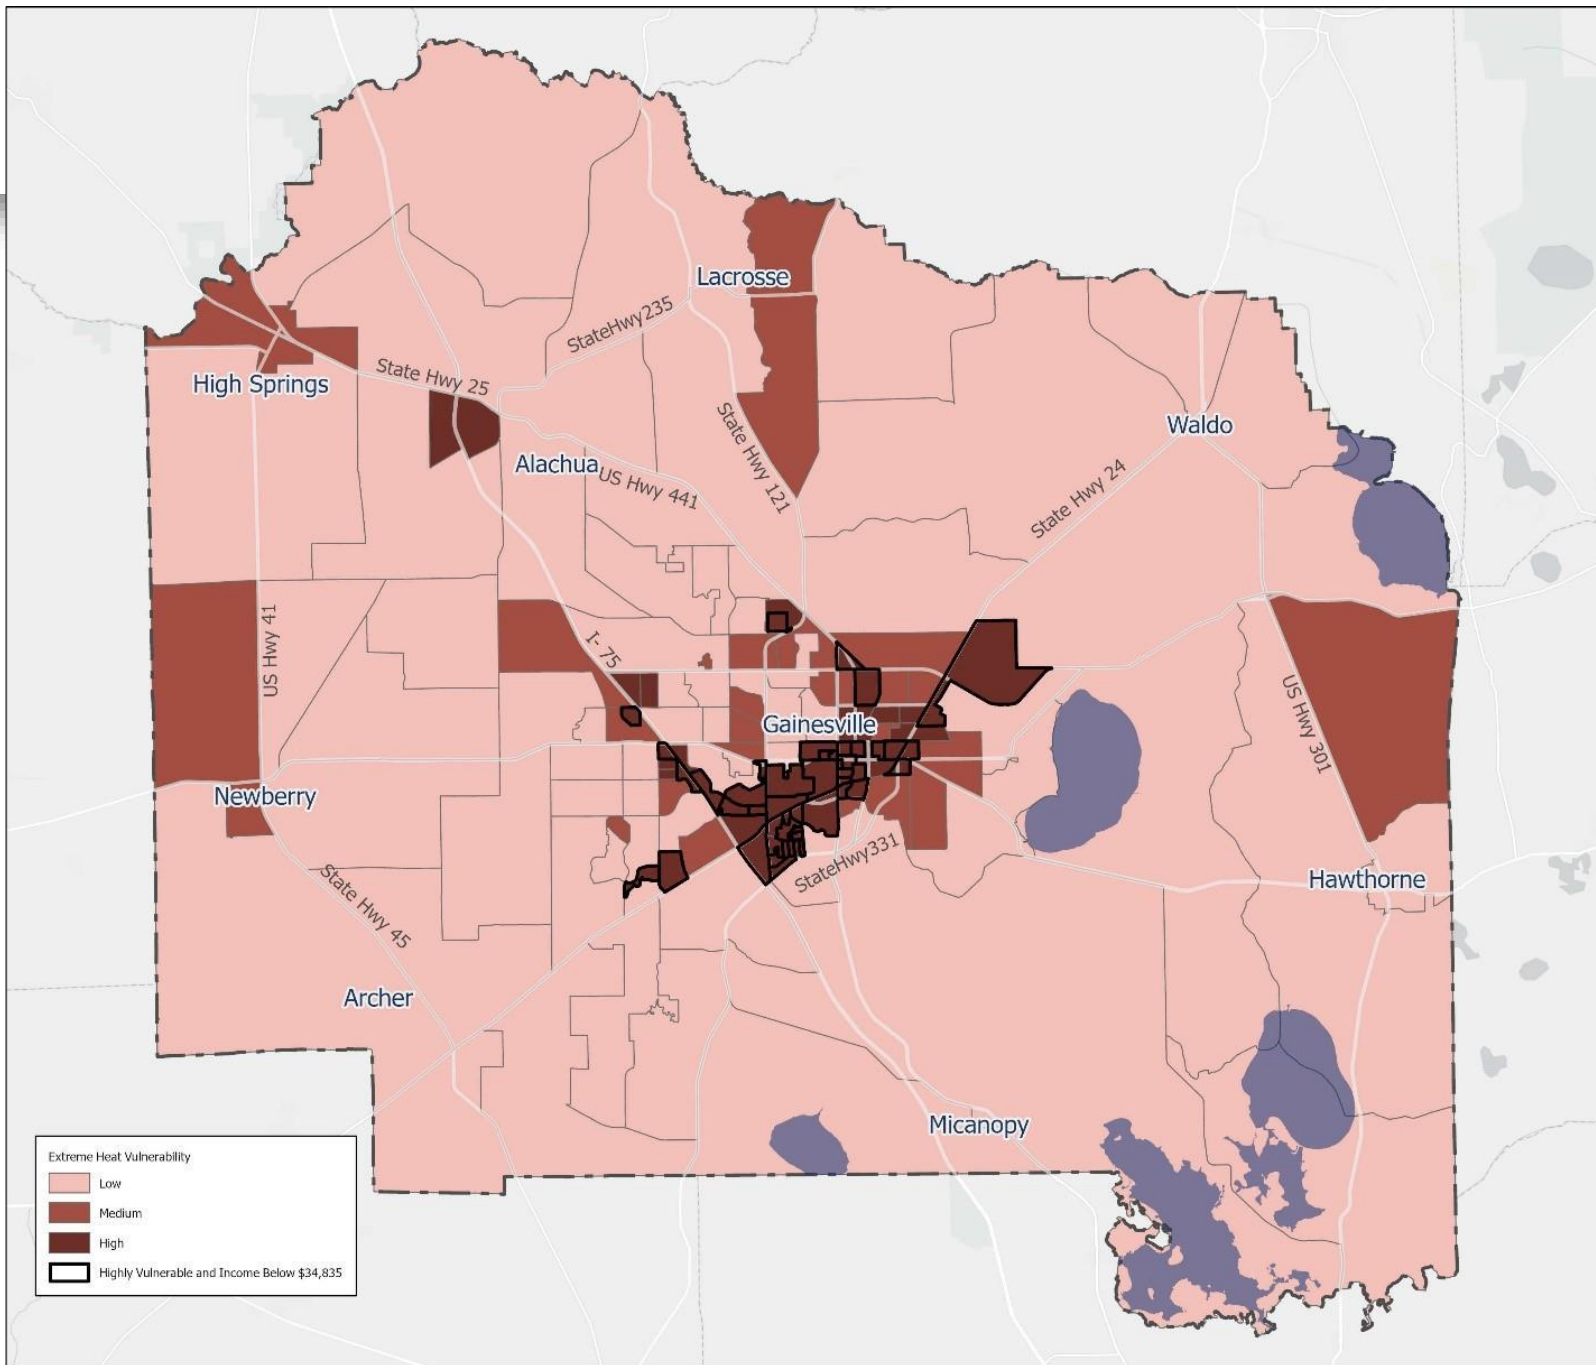 Lacrosse
StateHwy235
High Springs
State Hwy 25
Waldo
Alachua
US Hwy 441
State Hwy 121
State Hwy 24
US Hwy 41
I- 75
Gainesville
US Hwy 301
Newberry
StateHwy331
Hawthorne
State Hwy 45
Archer
Micanopy
Extreme Heat Vulnerability
Low
Medium
High
Highly Vulnerable and Income Below $34,835